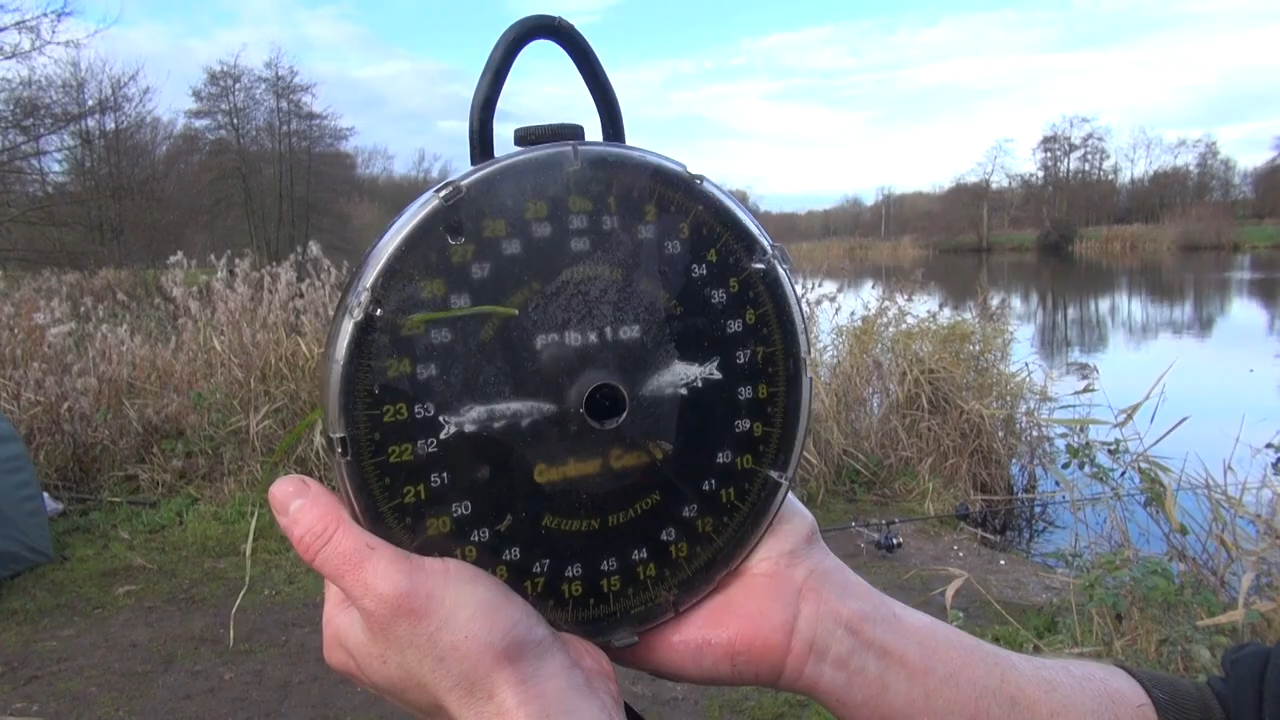 60 lb x 1 oz
REUBEN HEATON
29 1 2 3 4 5 6 7 8 9 10 11 12 13 14 15 16 17 19 20 21 22 23 24 26 27 28
30 31 32 33 34 35 36 37 38 39 40 41 42 43 44 45 46 47 48 49 50 51 52 53 54 55 56 57 58 59
60